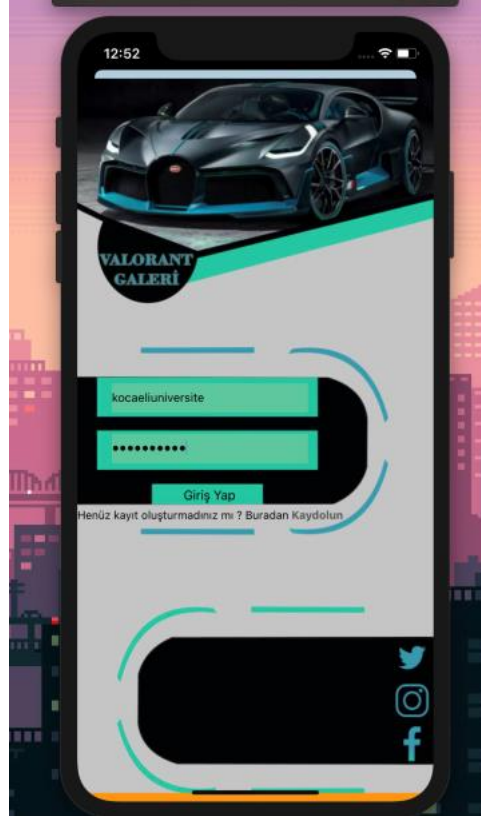 12:52
VALORANT
GALERİ
kocaeliuniversite
Giriş Yap
Henüz kayıt oluşturmadınız mı ? Buradan Kaydolun